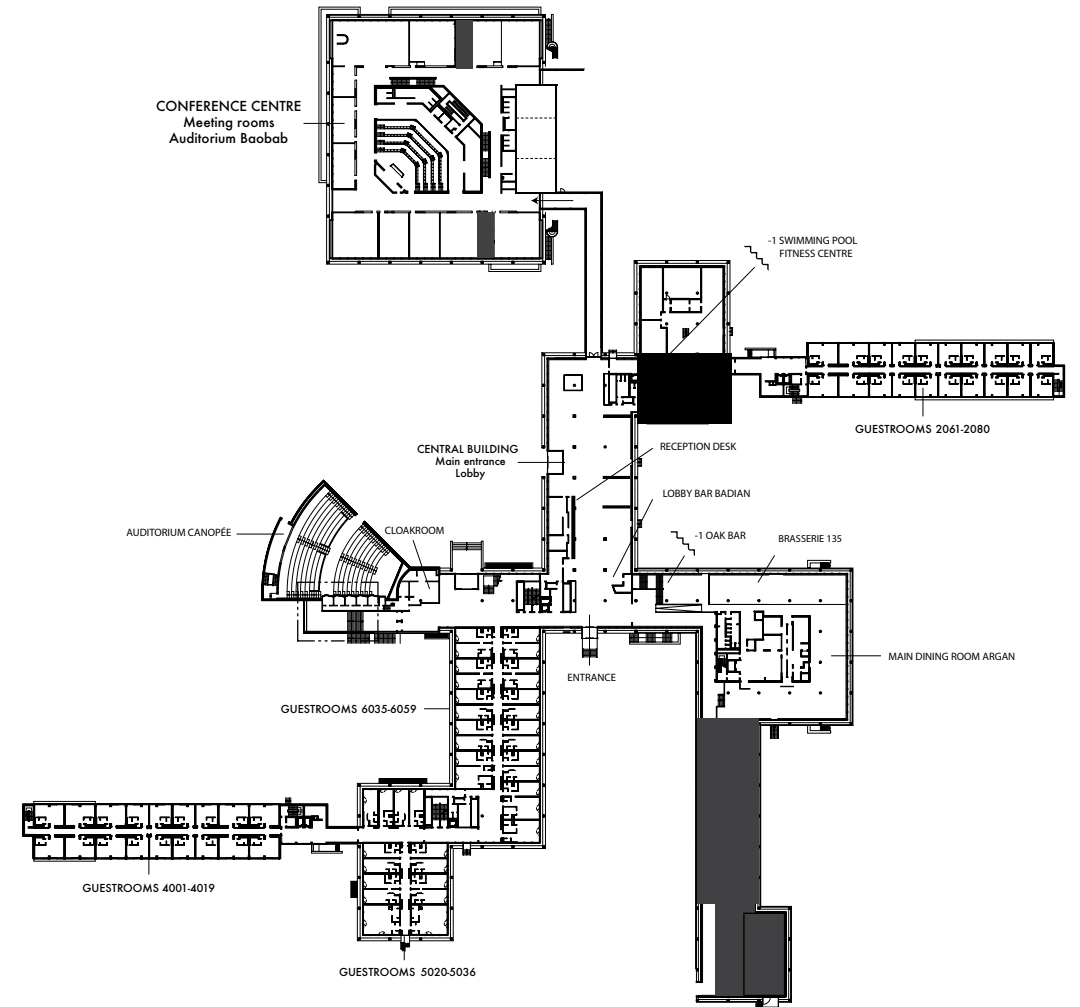 CONFERENCE CENTRE
Meeting rooms
Auditorium Baobab
-1 SWIMMING POOL
FITNESS CENTRE
GUESTROOMS 2061-2080
CENTRAL BUILDING
Main entrance
Lobby
RECEPTION DESK
LOBBY BAR BADIAN
AUDITORIUM CANOPÉE
CLOAKROOM
-1 OAK BAR
BRASSERIE 135
MAIN DINING ROOM ARGAN
ENTRANCE
GUESTROOMS 6035-6059
GUESTROOMS 4001-4019
GUESTROOMS 5020-5036